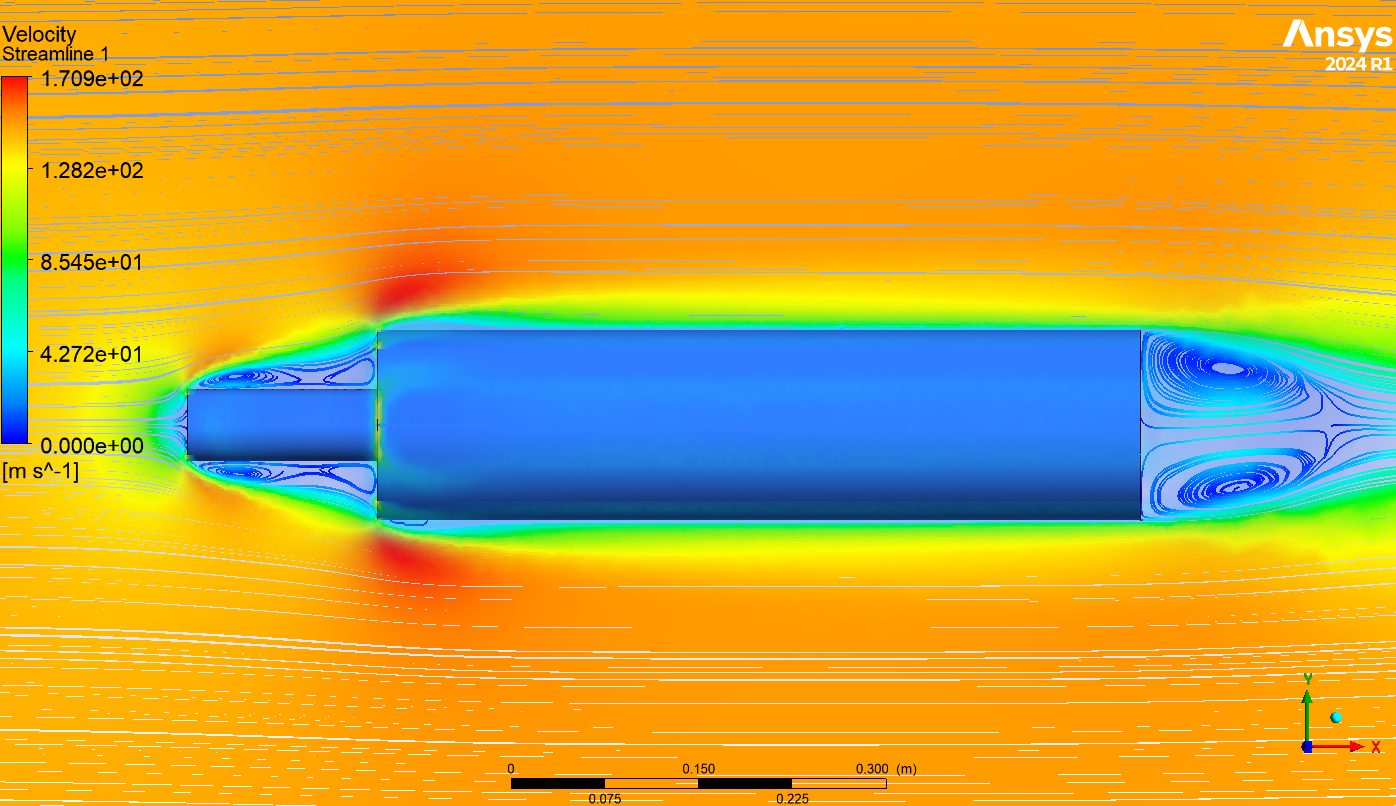 Velocity
Streamline 1
1.709e+02
1.282e+02
8.545e+01
4.272e+01
0.000e+00
[m s^-1]
Ansys
2024 R1
Y
X
0 0.150 0.300 (m)
0.075 0.225